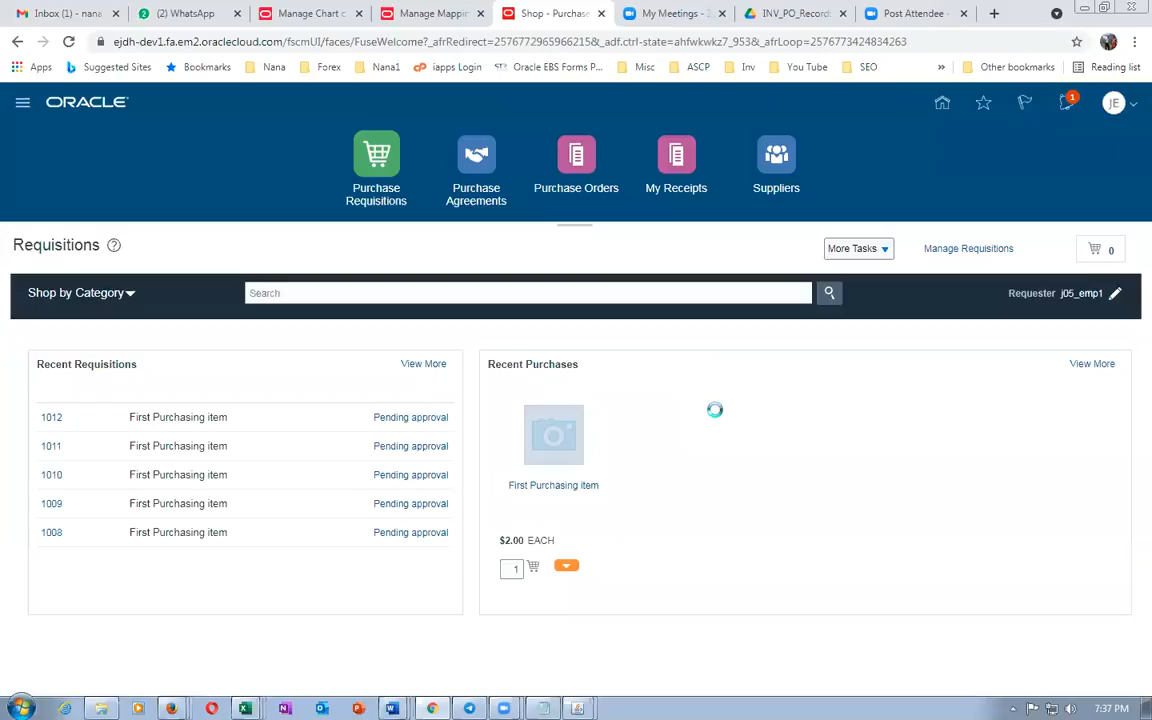 Inbox (1) - nana
2 (2) WhatsApp
Manage Chart c
Manage Mappin
Shop - Purchase
My Meetings - Z
INV_PO_Record
Post Attendee -
ejdh-dev1.fa.em2.oraclecloud.com/fscmUI/faces/FuseWelcome?_afrRedirect=2576772965966215&_adf.ctrl-state=ahfwkwkz7_953&_afrLoop=2576773424834263
Apps
Suggested Sites
Bookmarks
Nana
Forex
Nana1
iapps Login
Oracle EBS Forms P...
Misc
ASCP
Inv
You Tube
SEO
»
Other bookmarks
Reading list
ORACLE
1
JE
Purchase
Requisitions
Purchase
Agreements
Purchase Orders
My Receipts
Suppliers
Requisitions ?
More Tasks
Manage Requisitions
0
Shop by Category
Search
Requester j05_emp1
Recent Requisitions
View More
1012 First Purchasing item Pending approval
1011 First Purchasing item Pending approval
1010 First Purchasing item Pending approval
1009 First Purchasing item Pending approval
1008 First Purchasing item Pending approval
Recent Purchases
View More
First Purchasing item
$2.00 EACH
1
7:37 PM